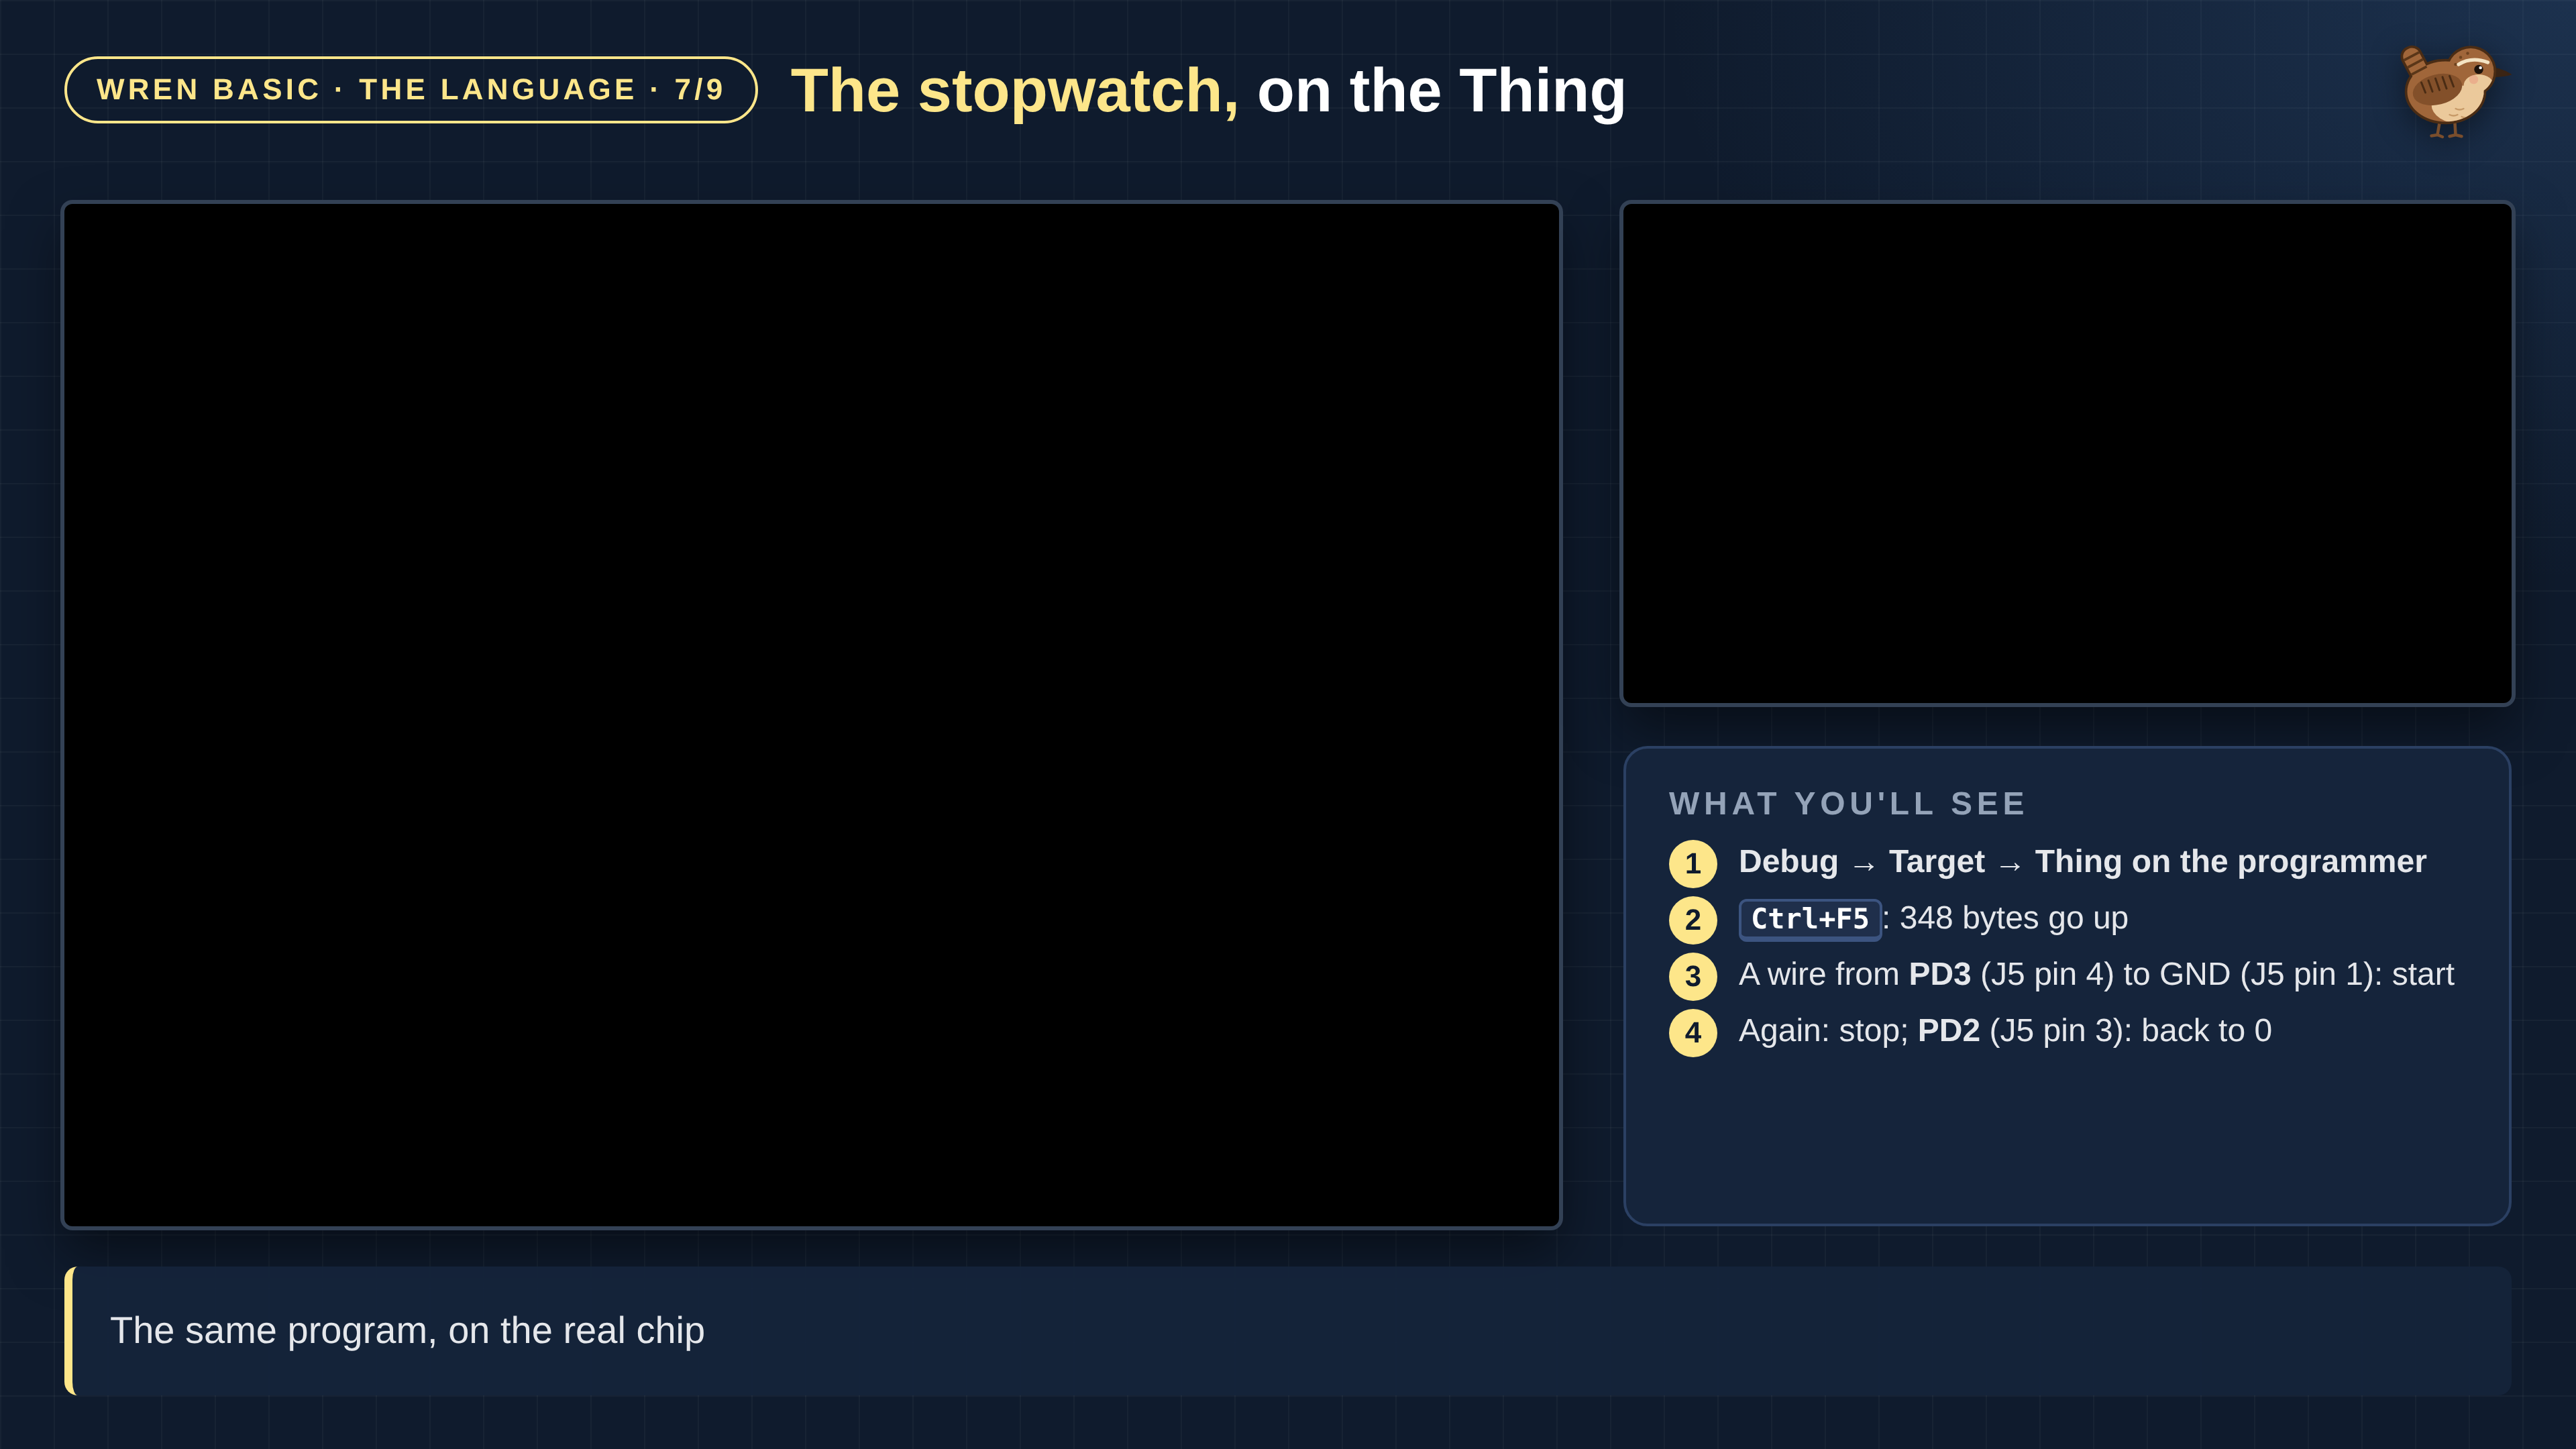 WREN BASIC · THE LANGUAGE · 7/9
The stopwatch, on the Thing
WHAT YOU'LL SEE
1 Debug → Target → Thing on the programmer
2 Ctrl+F5: 348 bytes go up
3 A wire from PD3 (J5 pin 4) to GND (J5 pin 1): start
4 Again: stop; PD2 (J5 pin 3): back to 0
The same program, on the real chip